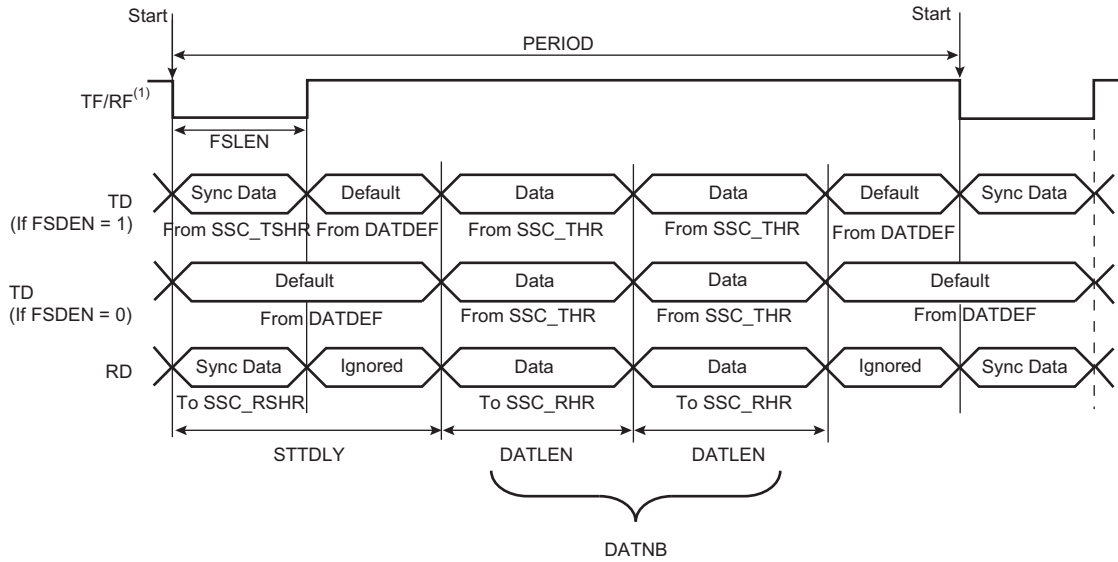 Start
Start
PERIOD
TF/RF(1)
FSLEN
TD
(If FSDEN = 1)
Sync Data
Default
Data
Data
Default
Sync Data
From SSC_TSHR
From DATDEF
From SSC_THR
From SSC_THR
From DATDEF
TD
(If FSDEN = 0)
Default
Data
Data
Default
From DATDEF
From SSC_THR
From SSC_THR
From DATDEF
RD
Sync Data
Ignored
Data
Data
Ignored
Sync Data
To SSC_RSHR
To SSC_RHR
To SSC_RHR
STTDLY
DATLEN
DATLEN
DATNB